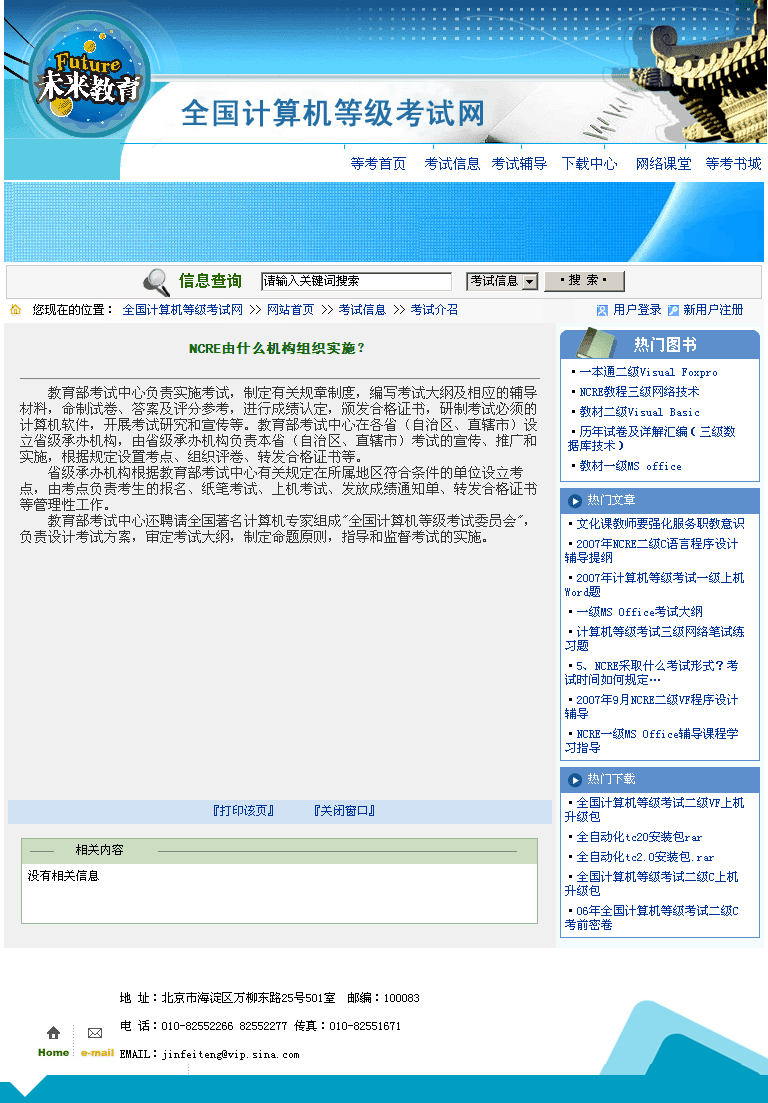 Future
未来教育
全国计算机等级考试网
等考首页 考试信息 考试辅导 下载中心 网络课堂 等考书城
信息查询 请输入关键词搜索 考试信息 ·搜 索·
您现在的位置： 全国计算机等级考试网 >> 网站首页 >> 考试信息 >> 考试介召
用户登录 新用户注册
NCRE由什么机构组织实施？
教育部考试中心负责实施考试，制定有关规章制度，编写考试大纲及相应的辅导
材料，命制试卷、答案及评分参考，进行成绩认定，颁发合格证书，研制考试必须的
计算机软件，开展考试研究和宣传等。教育部考试中心在各省（自治区、直辖市）设
立省级承办机构，由省级承办机构负责本省（自治区、直辖市）考试的宣传、推广和
实施，根据规定设置考点、组织评卷、转发合格证书等。
省级承办机构根据教育部考试中心有关规定在所属地区符合条件的单位设立考
点，由考点负责考生的报名、纸笔考试、上机考试、发放成绩通知单、转发合格证书
等管理性工作。
教育部考试中心还聘请全国著名计算机专家组成"全国计算机等级考试委员会"，
负责设计考试方案，审定考试大纲，制定命题原则，指导和监督考试的实施。
『打印该页』 『关闭窗口』
相关内容
没有相关信息
热门图书
·一本通二级Visual Foxpro
·NCRE教程三级网络技术
·教材二级Visual Basic
·历年试卷及详解汇编（三级数
据库技术）
·教材一级MS office
热门文章
·文化课教师要强化服务职教意识
·2007年NCRE二级C语言程序设计
辅导提纲
·2007年计算机等级考试一级上机
Word题
·一级MS Office考试大纲
·计算机等级考试三级网络笔试练
习题
·5、NCRE采取什么考试形式？考
试时间如何规定…
·2007年9月NCRE二级VF程序设计
辅导
·NCRE一级MS Office辅导课程学
习指导
热门下载
·全国计算机等级考试二级VF上机
升级包
·全自动化tc20安装包rar
·全自动化tc2.0安装包.rar
·全国计算机等级考试二级C上机
升级包
·06年全国计算机等级考试二级C
考前密卷
地 址：北京市海淀区万柳东路25号501室 邮编：100083
电 话：010-82552266 82552277 传真：010-82551671
Home e-mail EMAIL：jinfeiteng@vip.sina.com